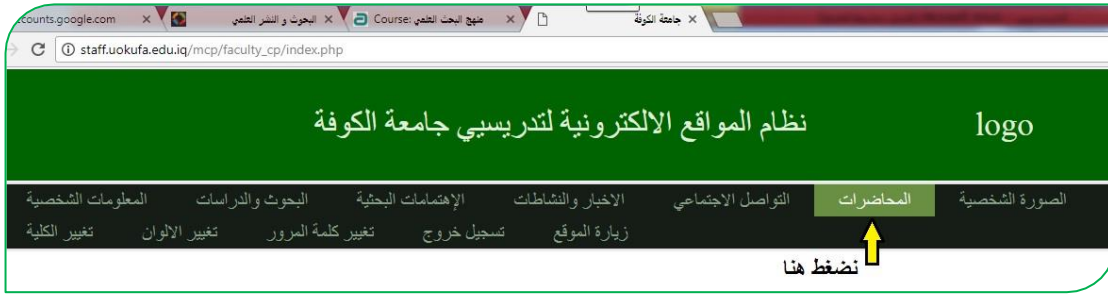 ccounts.google.com
البحوث و النشر العلمي
Course: منهج البحث العلمي
جامعة الكوفة
staff.uokufa.edu.iq/mcp/faculty_cp/index.php
logo
نظام المواقع الالكترونية لتدريسيي جامعة الكوفة
الصورة الشخصية المحاضرات التواصل الاجتماعي الاخبار والنشاطات الإهتمامات البحثية البحوث والدراسات المعلومات الشخصية
زيارة الموقع تسجيل خروج تغيير كلمة المرور تغيير الالوان تغيير الكلية
نضغط هنا